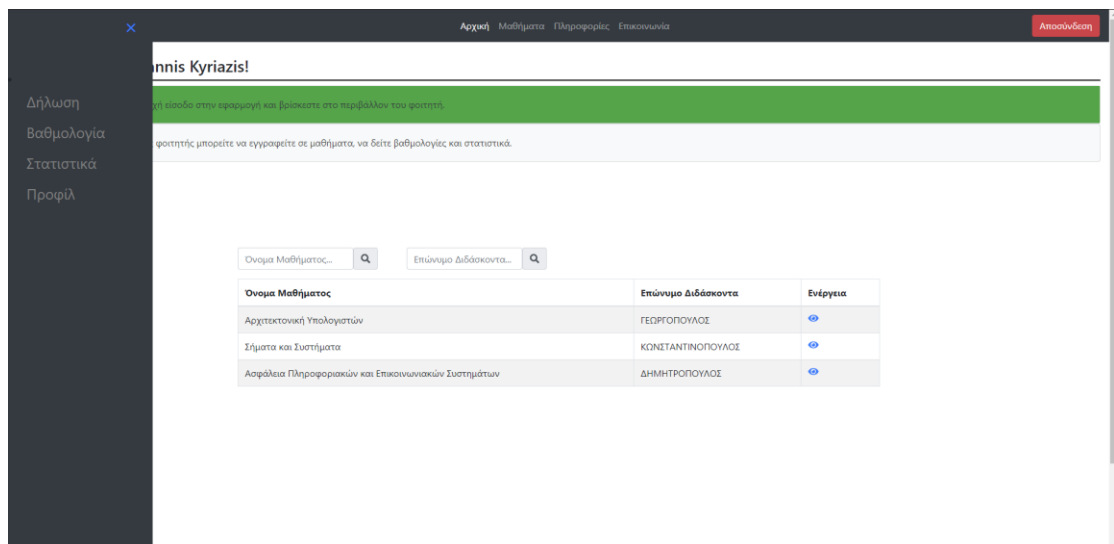 Αρχική Μαθήματα Πληροφορίες Επικοινωνία
Αποσύνδεση
Δήλωση
Βαθμολογία
Στατιστικά
Προφίλ
annis Kyriazis!
χή είσοδο στην εφαρμογή και βρίσκεστε στο περιβάλλον του φοιτητή.
φοιτητής μπορείτε να εγγραφείτε σε μαθήματα, να δείτε βαθμολογίες και στατιστικά.
Όνομα Μαθήματος... Επώνυμο Διδάσκοντα...
Όνομα Μαθήματος Επώνυμο Διδάσκοντα Ενέργεια
Αρχιτεκτονική Υπολογιστών ΓΕΩΡΓΟΠΟΥΛΟΣ
Σήματα και Συστήματα ΚΩΝΣΤΑΝΤΙΝΟΠΟΥΛΟΣ
Ασφάλεια Πληροφοριακών και Επικοινωνιακών Συστημάτων ΔΗΜΗΤΡΟΠΟΥΛΟΣ